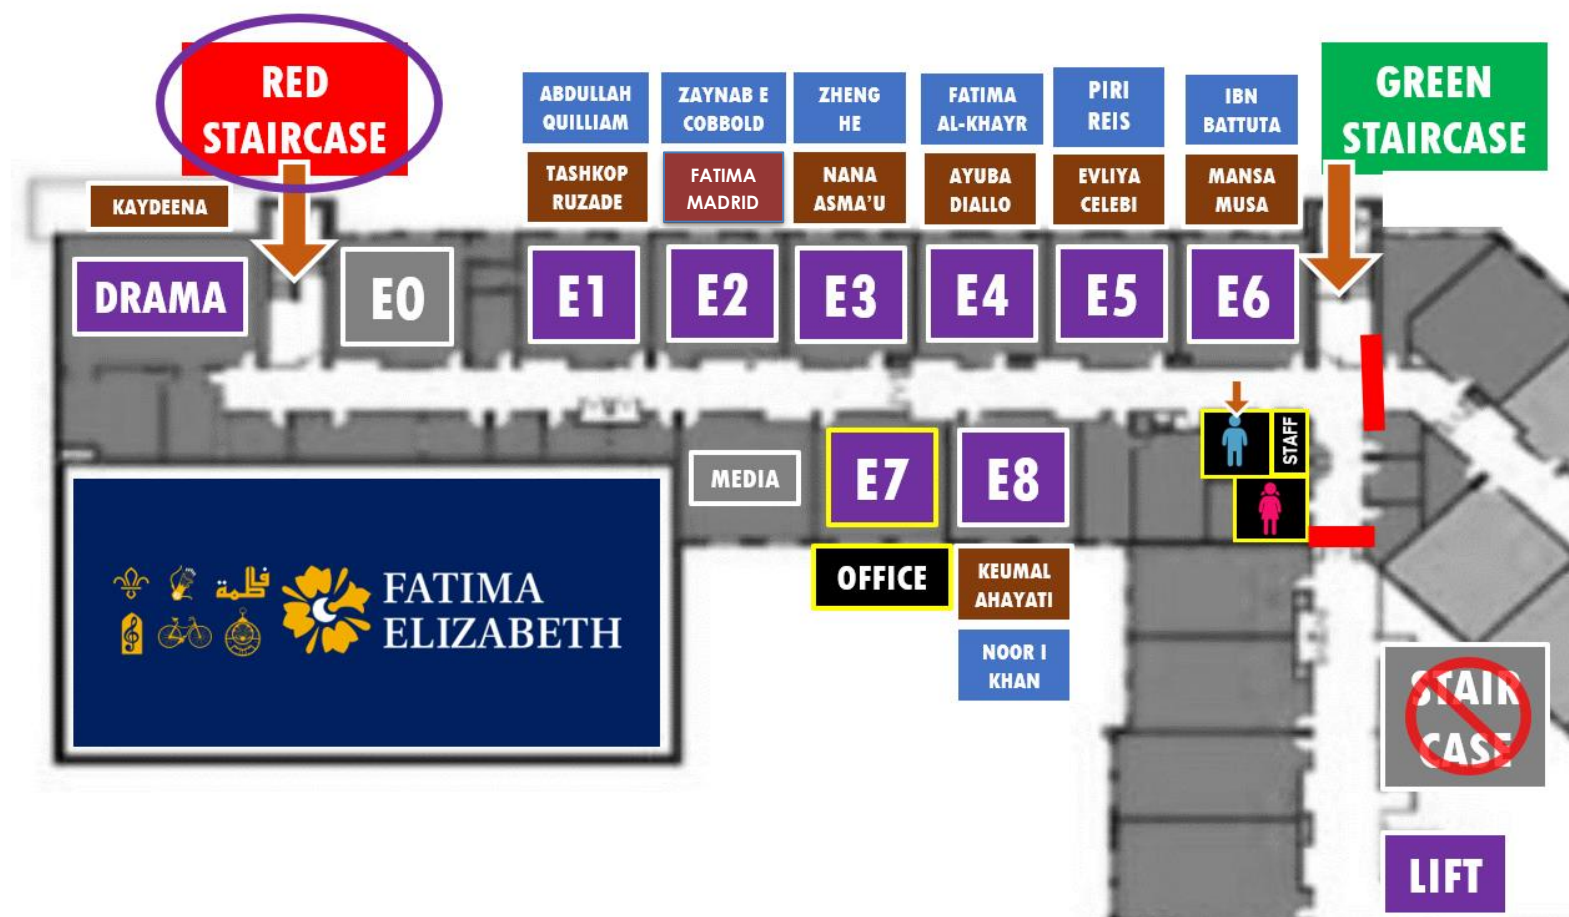 RED
STAIRCASE
ABDULLAH
QUILLIAM
ZAYNAB E
COBBOLD
ZHENG
HE
FATIMA
AL-KHAYR
PIRI
REIS
IBN
BATTUTA
GREEN
STAIRCASE
KAYDEENA
TASHKOP
RUZADE
FATIMA
MADRID
NANA
ASMA'U
AYUBA
DIALLO
EVLIYA
CELEBI
MANSA
MUSA
DRAMA
E0
E1
E2
E3
E4
E5
E6
MEDIA
E7
E8
STAFF
OFFICE
KEUMAL
AHAYATI
NOOR I
KHAN
فاطمة
FATIMA
ELIZABETH
STAIR
CASE
LIFT